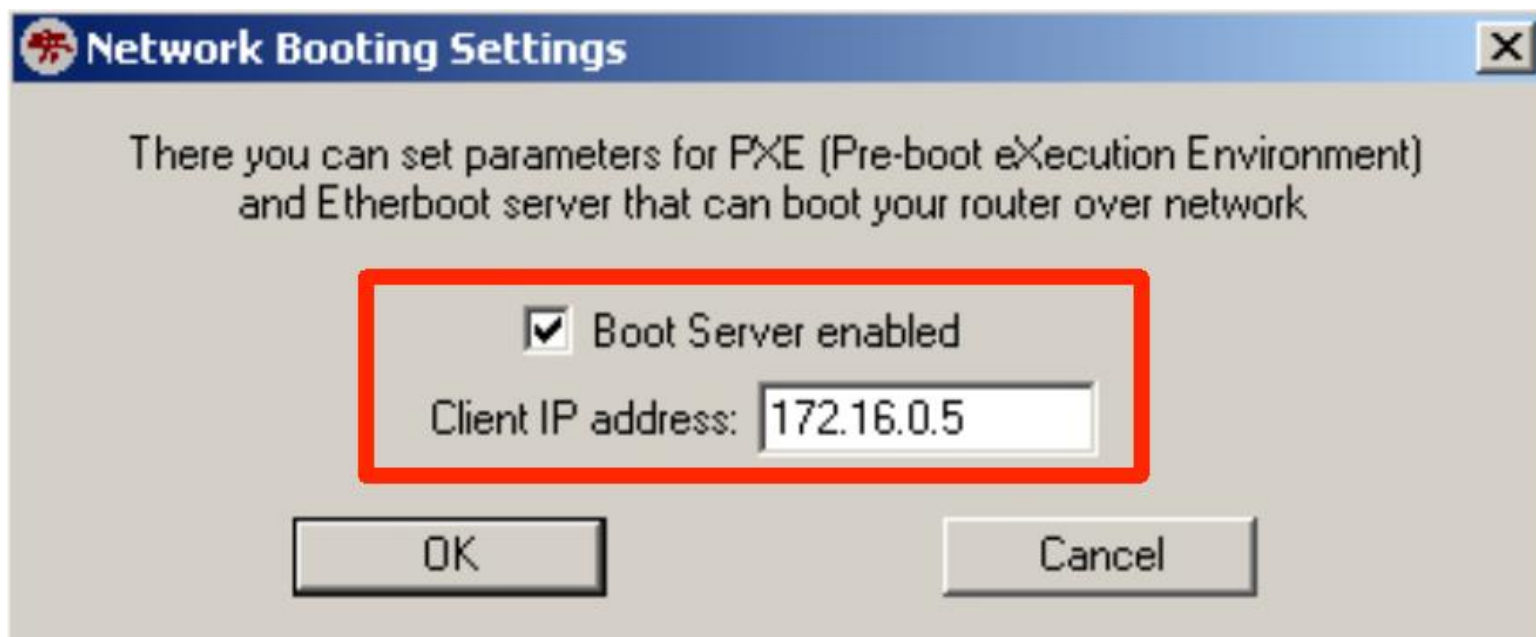 Network Booting Settings
There you can set parameters for PXE (Pre-boot eXecution Environment)
and Etherboot server that can boot your router over network
Boot Server enabled
Client IP address: 172.16.0.5
OK Cancel